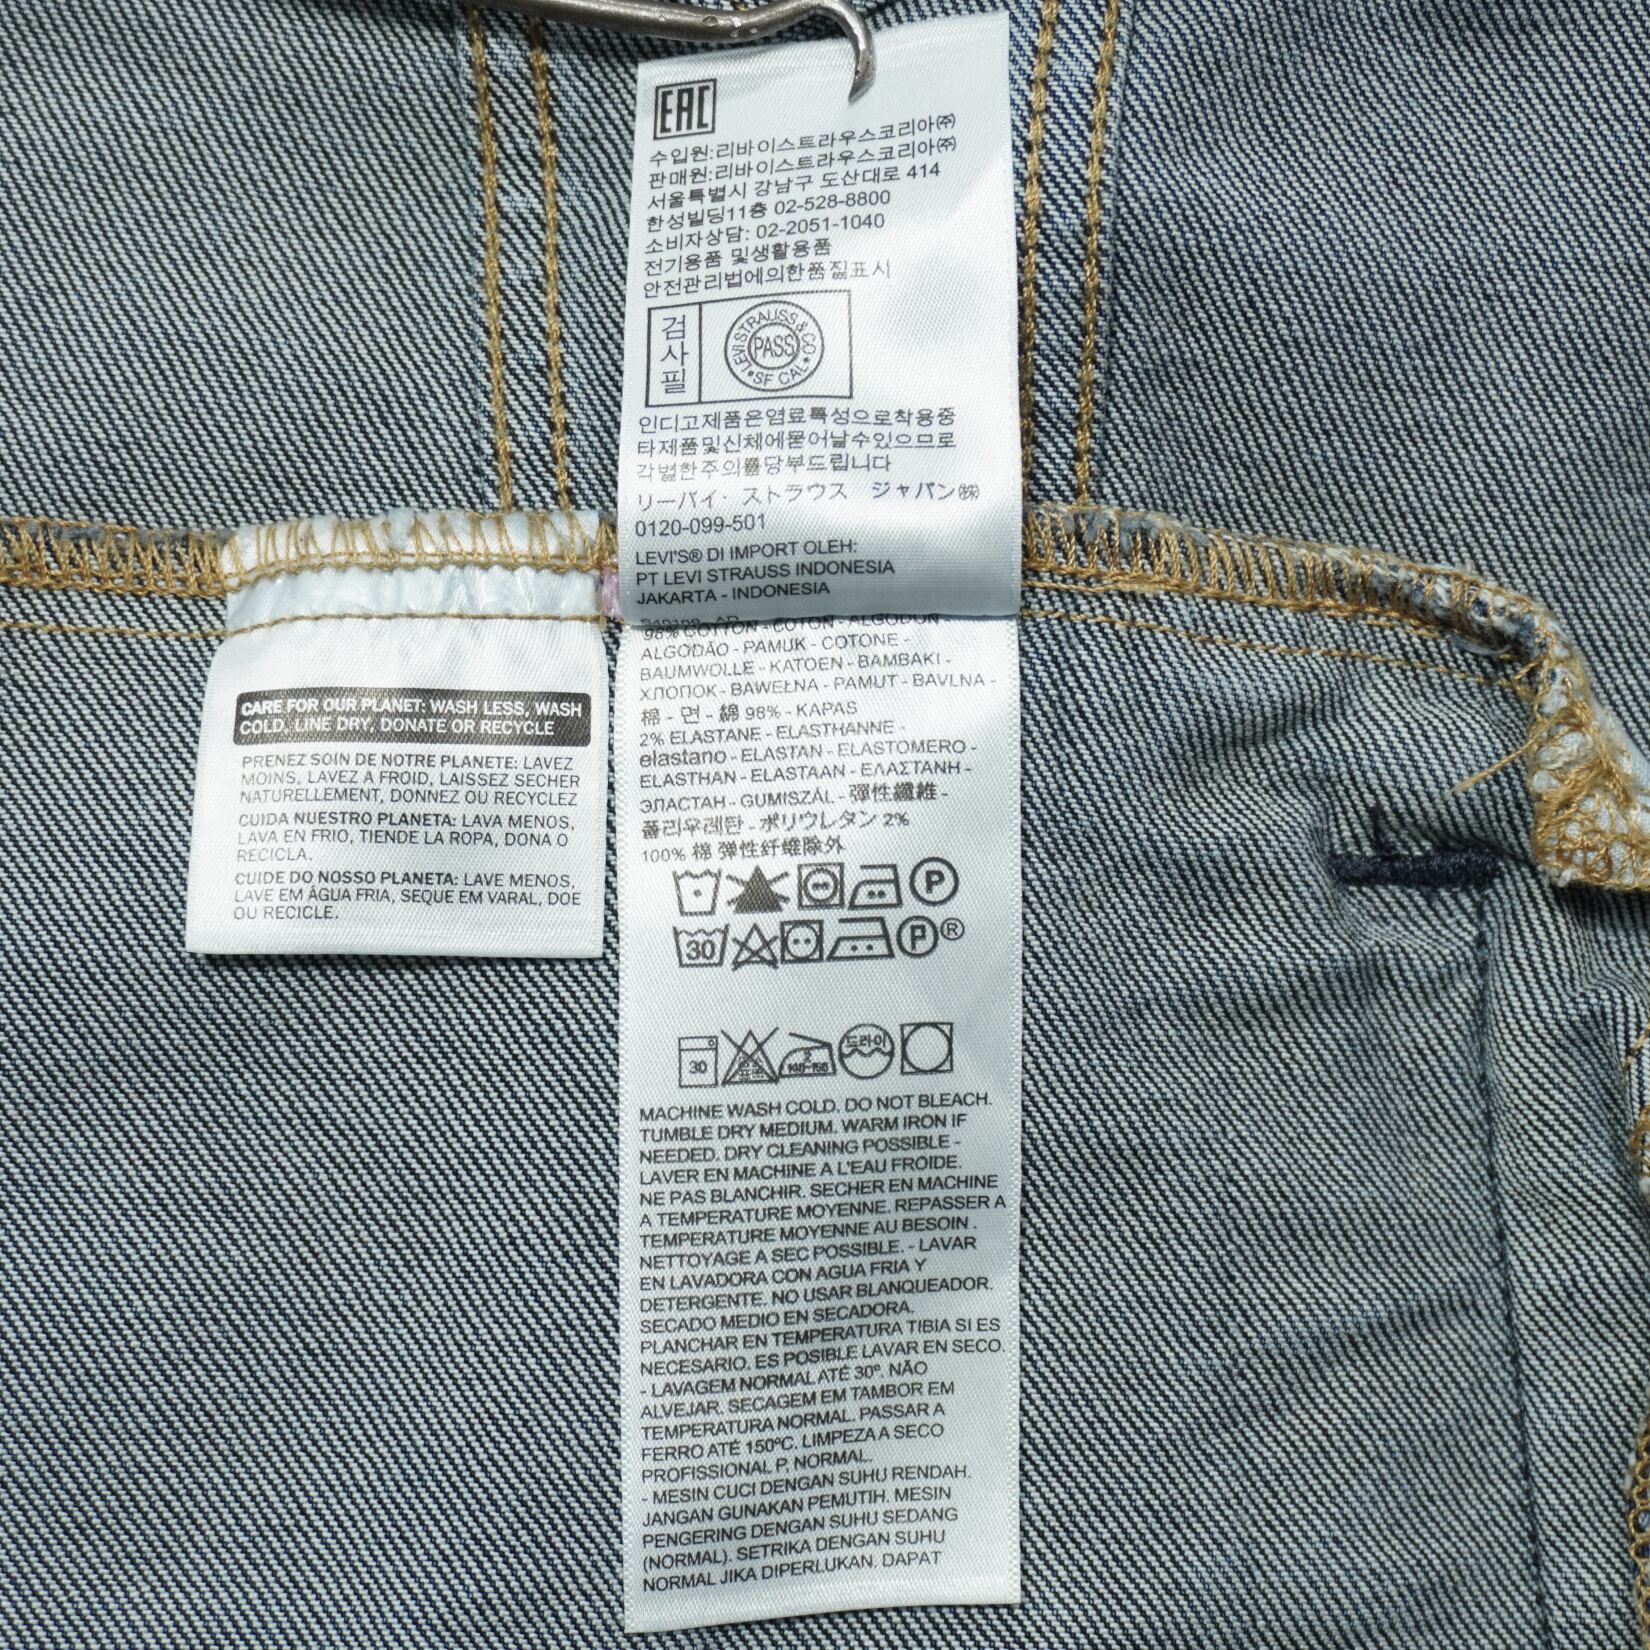 EAC
수입원:리바이스트라우스코리아㈜
판매원:리바이스트라우스코리아㈜
서울특별시 강남구 도산대로 414
한성빌딩11층 02-528-8800
소비자상담: 02-2051-1040
전기용품 및생활용품
안전관리법에의한품질표시
검사필
LEVI STRAUSS & CO
PASS
SF CAL
인디고제품은염료특성으로착용중
타제품및신체에묻어날수있으므로
각별한주의를당부드립니다
リーバイ・ストラウス ジャパン㈱
0120-099-501
LEVI'S® DI IMPORT OLEH:
PT LEVI STRAUSS INDONESIA
JAKARTA - INDONESIA
98% COTTON - COTON - ALGODON -
ALGODÃO - PAMUK - COTONE -
BAUMWOLLE - KATOEN - BAMBAKI -
ХЛОПОК - BAWEŁNA - PAMUT - BAVLNA -
棉 - 면 - 綿 98% - KAPAS
2% ELASTANE - ELASTHANNE -
elastano - ELASTAN - ELASTOMERO -
ELASTHAN - ELASTAAN - ΕΛΑΣΤΑΝΗ -
ЭЛАСТАН - GUMISZÁL - 弾性纖維 -
폴리우레탄 - ポリウレタン 2%
100% 棉 弹性纤维除外
P
30 P®
30 드라이
MACHINE WASH COLD. DO NOT BLEACH.
TUMBLE DRY MEDIUM. WARM IRON IF
NEEDED. DRY CLEANING POSSIBLE -
LAVER EN MACHINE A L'EAU FROIDE.
NE PAS BLANCHIR. SECHER EN MACHINE
A TEMPERATURE MOYENNE. REPASSER A
TEMPERATURE MOYENNE AU BESOIN .
NETTOYAGE A SEC POSSIBLE. - LAVAR
EN LAVADORA CON AGUA FRIA Y
DETERGENTE. NO USAR BLANQUEADOR.
SECADO MEDIO EN SECADORA.
PLANCHAR EN TEMPERATURA TIBIA SI ES
NECESARIO. ES POSIBLE LAVAR EN SECO.
- LAVAGEM NORMAL ATÉ 30º. NÃO
ALVEJAR. SECAGEM EM TAMBOR EM
TEMPERATURA NORMAL. PASSAR A
FERRO ATÉ 150ºC. LIMPEZA A SECO
PROFISSIONAL P, NORMAL.
- MESIN CUCI DENGAN SUHU RENDAH.
JANGAN GUNAKAN PEMUTIH. MESIN
PENGERING DENGAN SUHU SEDANG
(NORMAL). SETRIKA DENGAN SUHU
NORMAL JIKA DIPERLUKAN. DAPAT
CARE FOR OUR PLANET: WASH LESS, WASH
COLD, LINE DRY, DONATE OR RECYCLE
PRENEZ SOIN DE NOTRE PLANETE: LAVEZ
MOINS, LAVEZ A FROID, LAISSEZ SECHER
NATURELLEMENT, DONNEZ OU RECYCLEZ
CUIDA NUESTRO PLANETA: LAVA MENOS,
LAVA EN FRIO, TIENDE LA ROPA, DONA O
RECICLA.
CUIDE DO NOSSO PLANETA: LAVE MENOS,
LAVE EM ÁGUA FRIA, SEQUE EM VARAL, DOE
OU RECICLE.